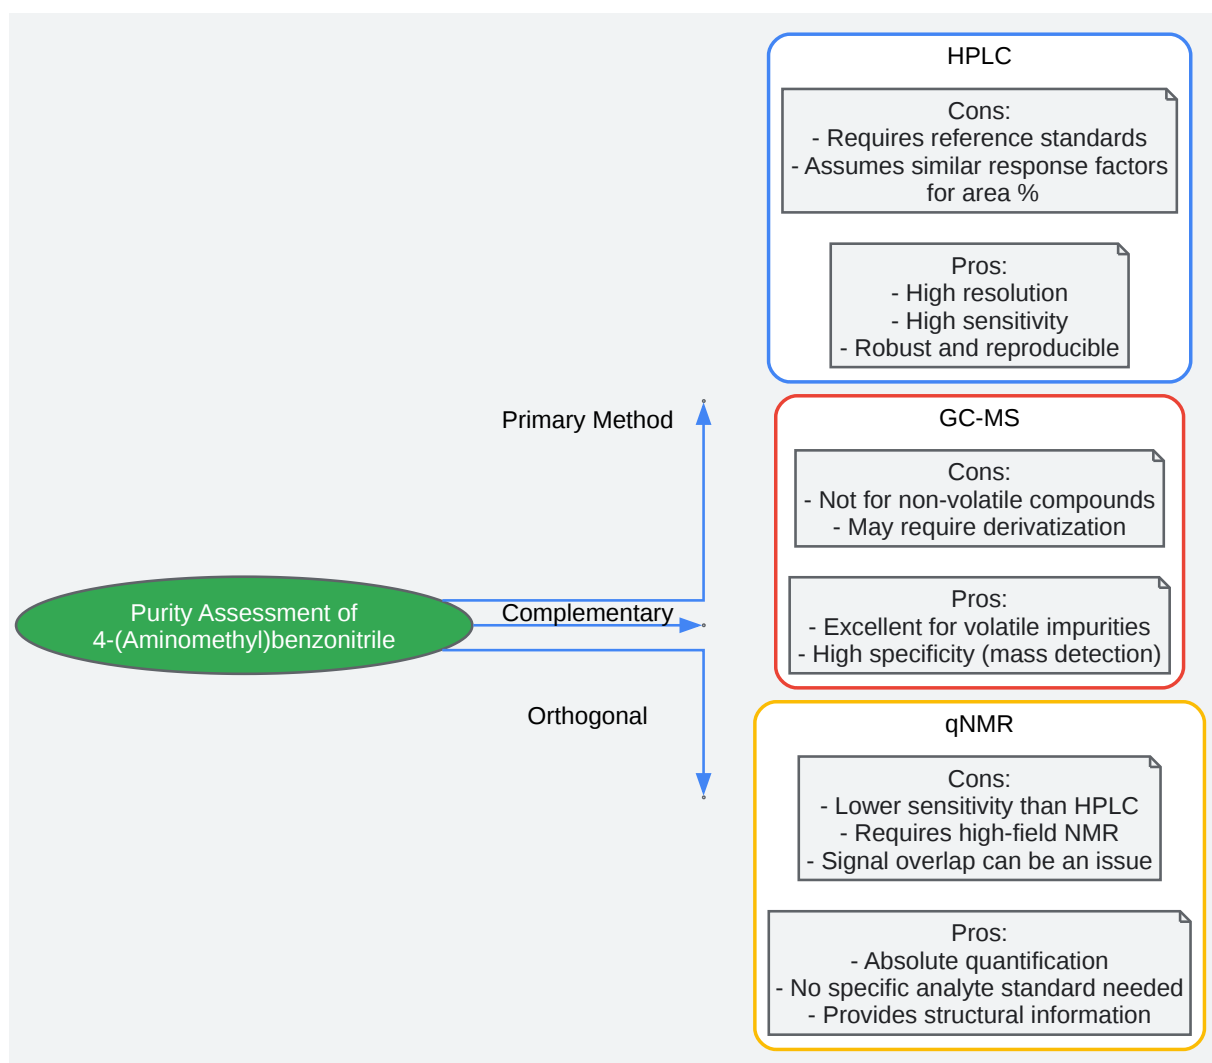 Purity Assessment of
4-(Aminomethyl)benzonitrile
Primary Method
Complementary
Orthogonal
HPLC
Cons:
- Requires reference standards
- Assumes similar response factors
for area %
Pros:
- High resolution
- High sensitivity
- Robust and reproducible
GC-MS
Cons:
- Not for non-volatile compounds
- May require derivatization
Pros:
- Excellent for volatile impurities
- High specificity (mass detection)
qNMR
Cons:
- Lower sensitivity than HPLC
- Requires high-field NMR
- Signal overlap can be an issue
Pros:
- Absolute quantification
- No specific analyte standard needed
- Provides structural information